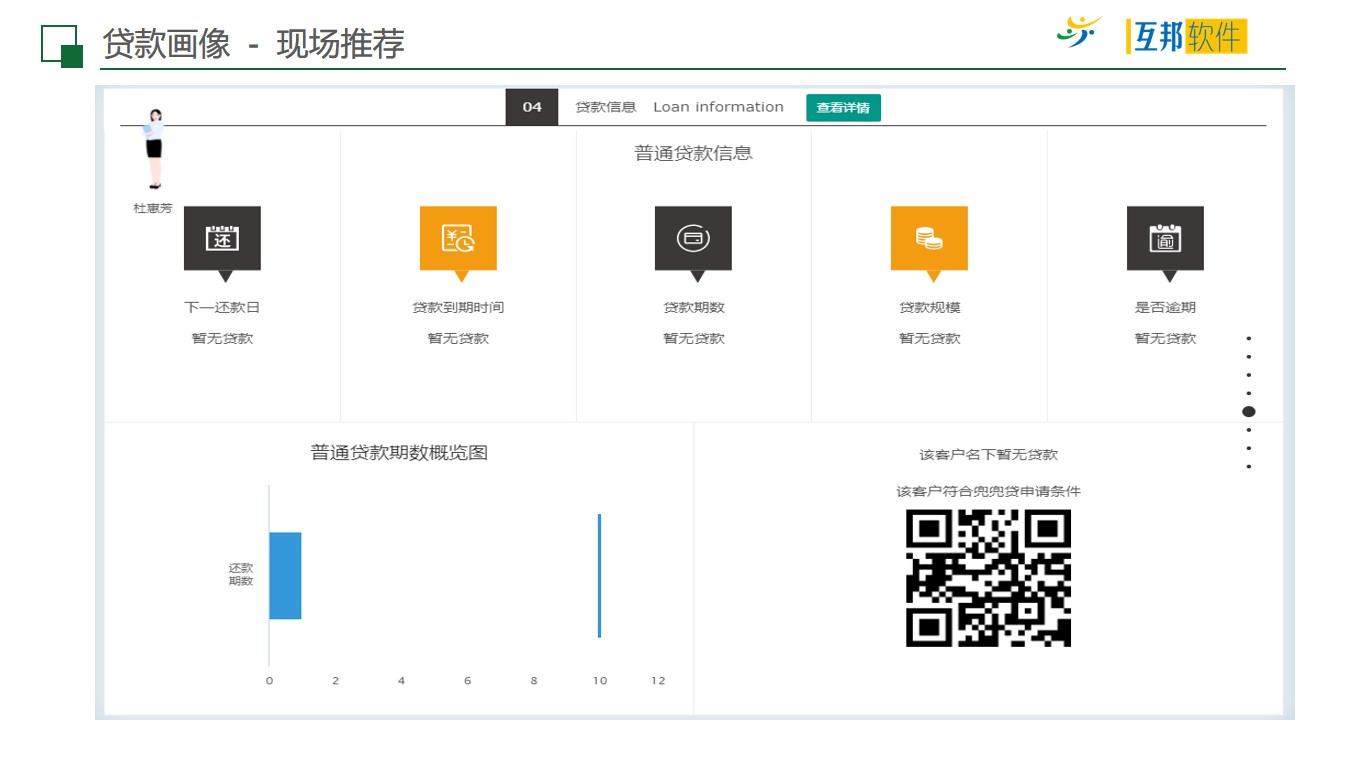 贷款画像 - 现场推荐
互邦软件
04 贷款信息 Loan information 查看详情
普通贷款信息
杜惠芳
还
逾
下一还款日 贷款到期时间 贷款期数 贷款规模 是否逾期
暂无贷款 暂无贷款 暂无贷款 暂无贷款 暂无贷款
普通贷款期数概览图
还款
期数
0 2 4 6 8 10 12
该客户名下暂无贷款
该客户符合兜兜贷申请条件